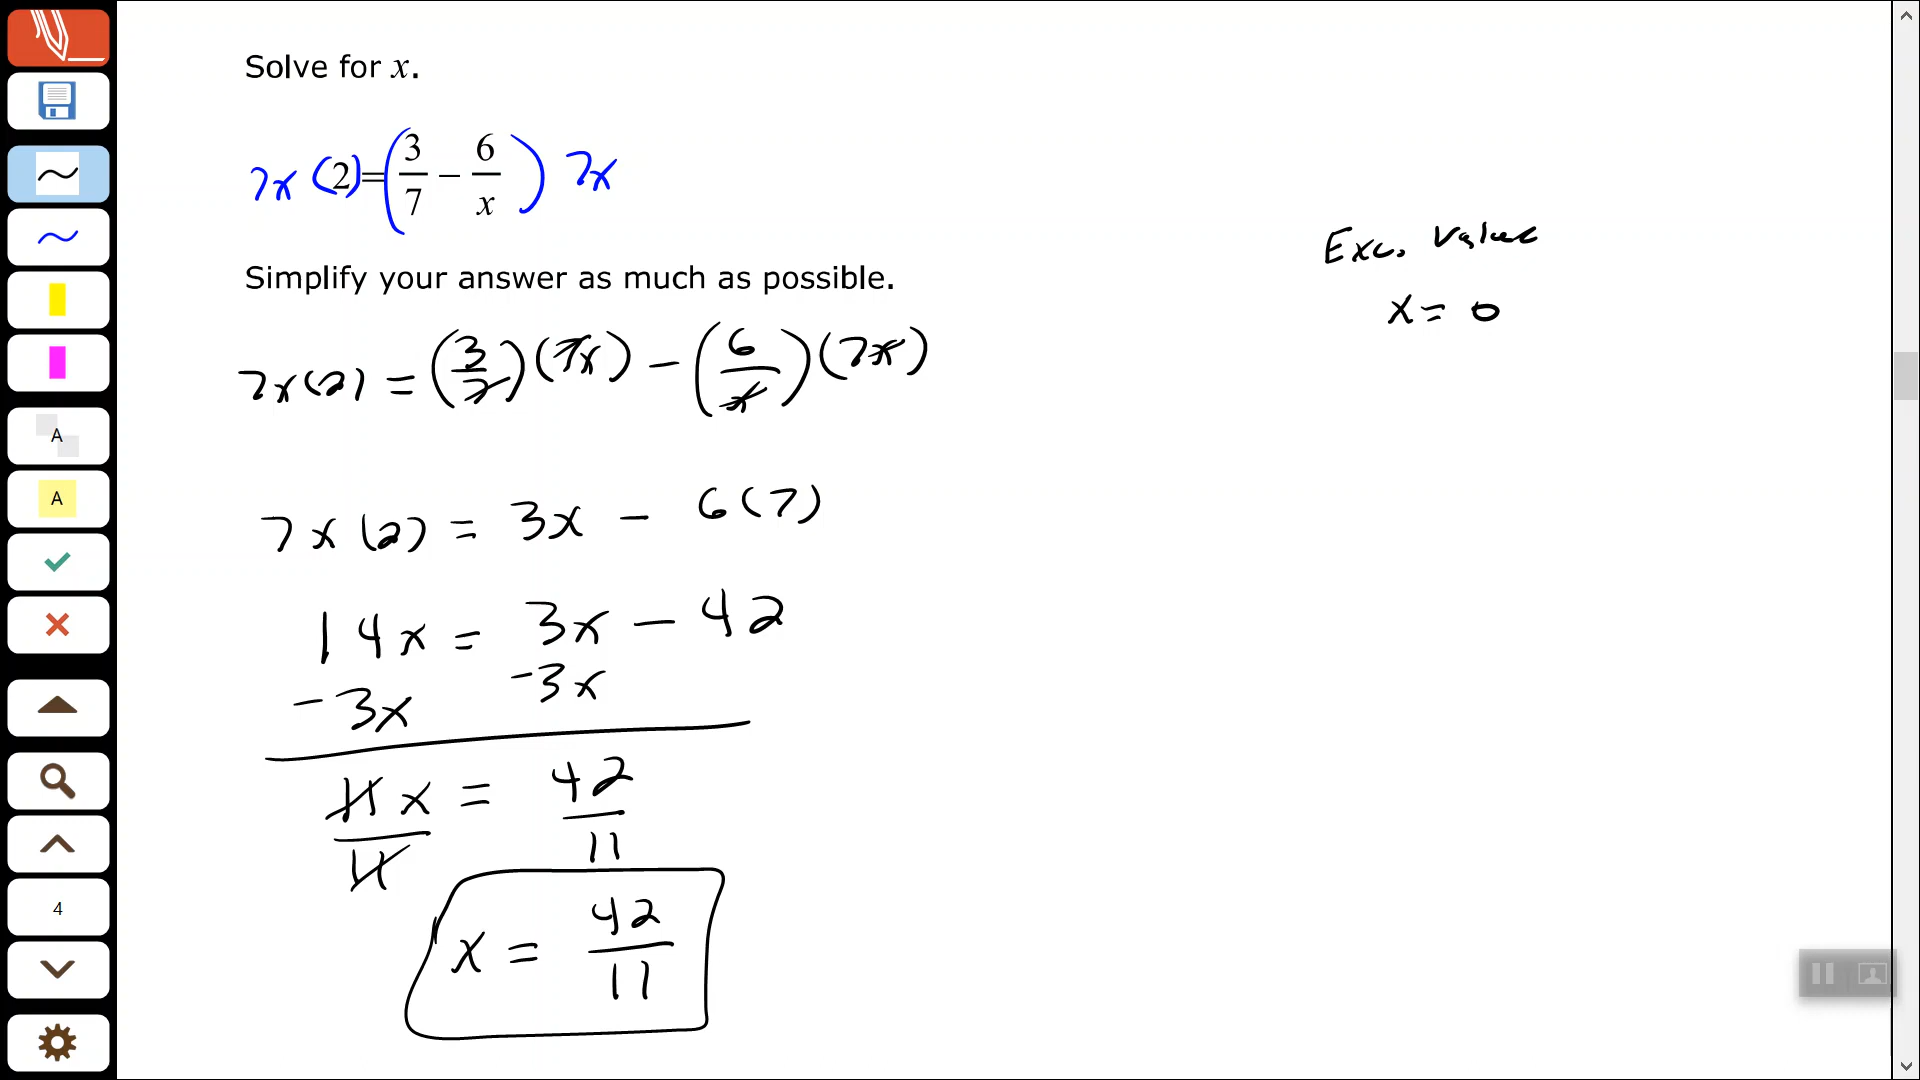 Solve for x.
7x (2) = (3/7 − 6/x) 7x
Simplify your answer as much as possible.
Exc. Value
x = 0
7x(2) = (3/7)(7x) − (6/x)(7x)
7x(2) = 3x − 6(7)
14x = 3x − 42
−3x −3x
11x/11 = 42/11
x = 42/11
A
A
4